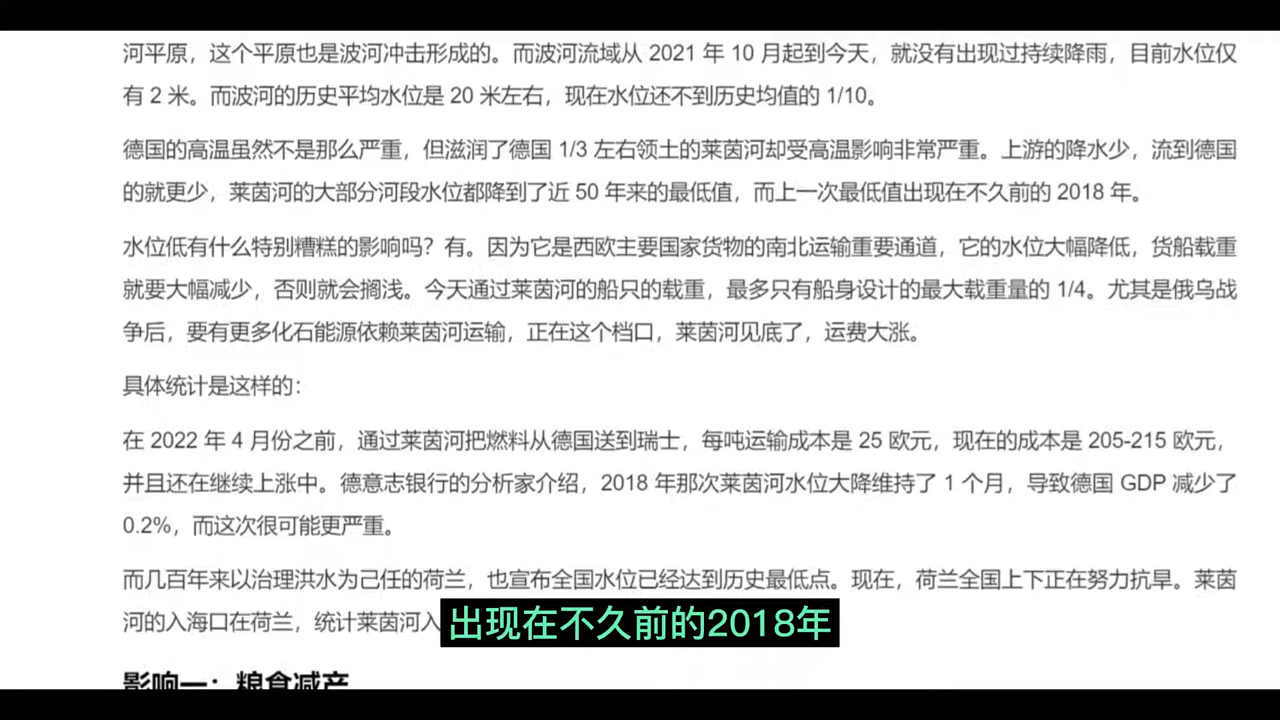 河平原，这个平原也是波河冲击形成的。而波河流域从 2021 年 10 月起到今天，就没有出现过持续降雨，目前水位仅
有 2 米。而波河的历史平均水位是 20 米左右，现在水位还不到历史均值的 1/10。
德国的高温虽然不是那么严重，但滋润了德国 1/3 左右领土的莱茵河却受高温影响非常严重。上游的降水少，流到德国
的就更少，莱茵河的大部分河段水位都降到了近 50 年来的最低值，而上一次最低值出现在不久前的 2018 年。
水位低有什么特别糟糕的影响吗？有。因为它是西欧主要国家货物的南北运输重要通道，它的水位大幅降低，货船载重
就要大幅减少，否则就会搁浅。今天通过莱茵河的船只的载重，最多只有船身设计的最大载重量的 1/4。尤其是俄乌战
争后，要有更多化石能源依赖莱茵河运输，正在这个档口，莱茵河见底了，运费大涨。
具体统计是这样的：
在 2022 年 4 月份之前，通过莱茵河把燃料从德国送到瑞士，每吨运输成本是 25 欧元，现在的成本是 205-215 欧元，
并且还在继续上涨中。德意志银行的分析家介绍，2018 年那次莱茵河水位大降维持了 1 个月，导致德国 GDP 减少了
0.2%，而这次很可能更严重。
而几百年来以治理洪水为己任的荷兰，也宣布全国水位已经达到历史最低点。现在，荷兰全国上下正在努力抗旱。莱茵
河的入海口在荷兰，统计莱茵河入
出现在不久前的2018年
影响一：粮食减产